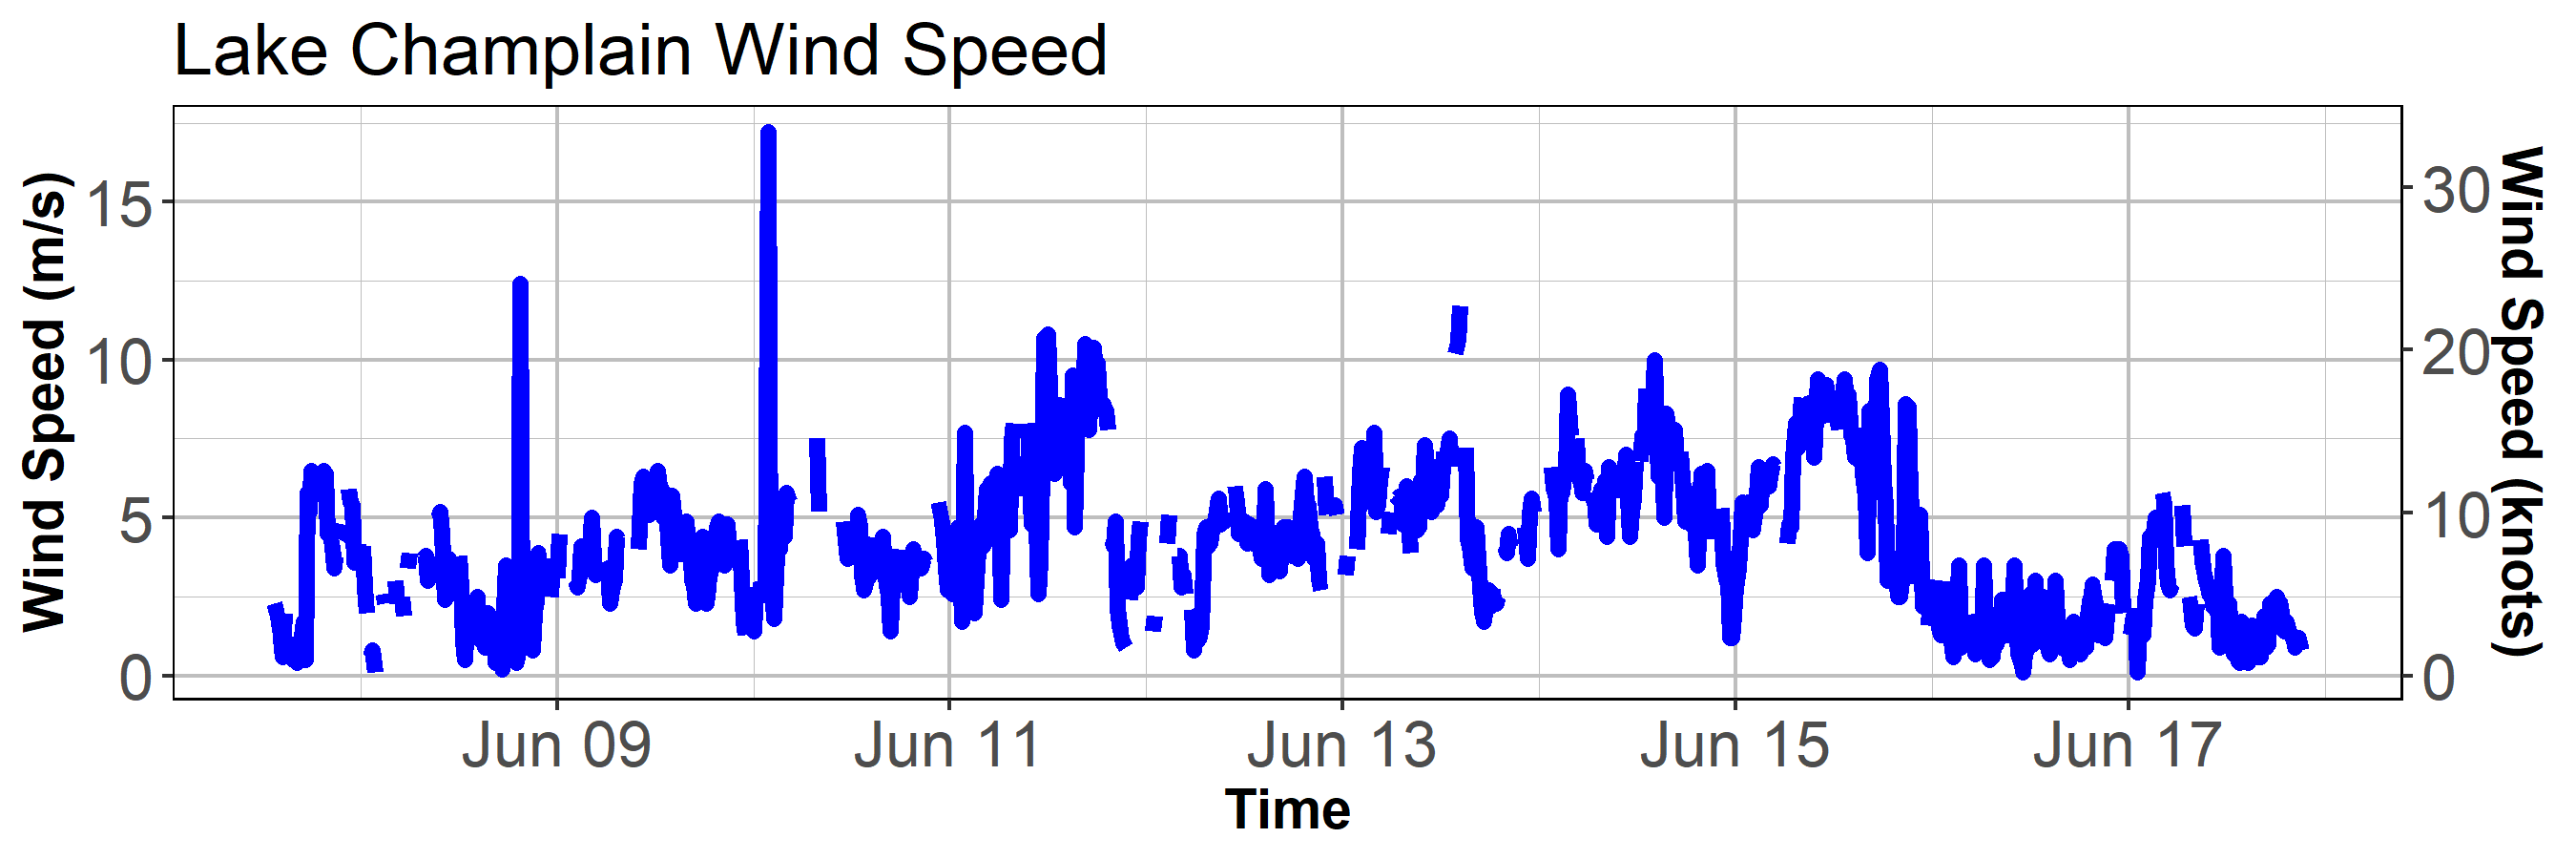 Lake Champlain Wind Speed
Wind Speed (m/s)
15
10
5
0
30
20
10
0
Wind Speed (knots)
Jun 09
Jun 11
Jun 13
Jun 15
Jun 17
Time